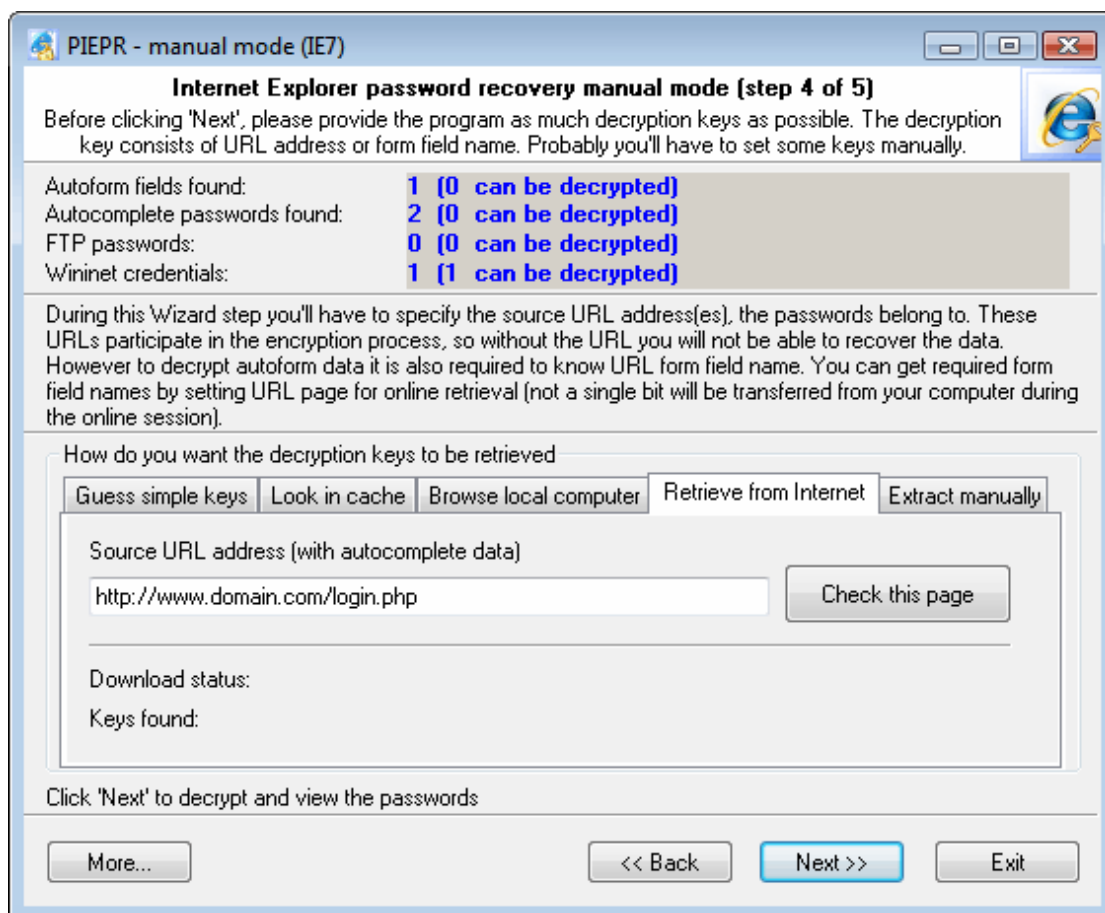 PIEPR - manual mode (IE7)
Internet Explorer password recovery manual mode (step 4 of 5)
Before clicking 'Next', please provide the program as much decryption keys as possible. The decryption
key consists of URL address or form field name. Probably you'll have to set some keys manually.
Autoform fields found: 1 (0 can be decrypted)
Autocomplete passwords found: 2 (0 can be decrypted)
FTP passwords: 0 (0 can be decrypted)
Wininet credentials: 1 (1 can be decrypted)
During this Wizard step you'll have to specify the source URL address(es), the passwords belong to. These
URLs participate in the encryption process, so without the URL you will not be able to recover the data.
However to decrypt autoform data it is also required to know URL form field name. You can get required form
field names by setting URL page for online retrieval (not a single bit will be transferred from your computer during
the online session).
How do you want the decryption keys to be retrieved
Guess simple keys Look in cache Browse local computer Retrieve from Internet Extract manually
Source URL address (with autocomplete data)
http://www.domain.com/login.php Check this page
Download status:
Keys found:
Click 'Next' to decrypt and view the passwords
More... << Back Next >> Exit